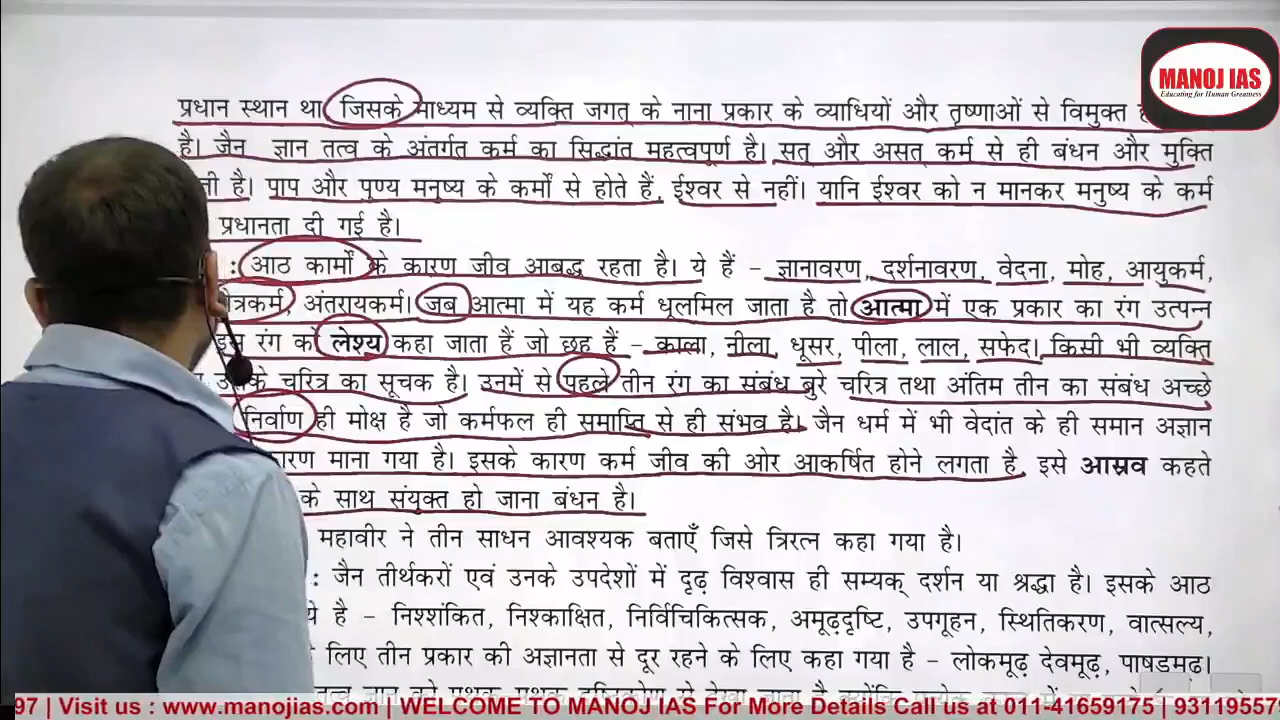 MANOJ IAS
Educating for Human Greatness
प्रधान स्थान था जिसके माध्यम से व्यक्ति जगत् के नाना प्रकार के व्याधियों और तृष्णाओं से विमुक्त
है। जैन ज्ञान तत्व के अंतर्गत कर्म का सिद्धांत महत्वपूर्ण है। सत् और असत् कर्म से ही बंधन और मुक्ति
है। पाप और पुण्य मनुष्य के कर्मों से होते हैं, ईश्वर से नहीं। यानि ईश्वर को न मानकर मनुष्य के कर्म
प्रधानता दी गई है।
: आठ कार्मों के कारण जीव आबद्ध रहता है। ये हैं – ज्ञानावरण, दर्शनावरण, वेदना, मोह, आयुकर्म,
अंतरायकर्म। जब आत्मा में यह कर्म धूलमिल जाता है तो आत्मा में एक प्रकार का रंग उत्पन्न
रंग को लेश्य कहा जाता हैं जो छह हैं – काला, नीला, धूसर, पीला, लाल, सफेद। किसी भी व्यक्ति
चरित्र का सूचक है। उनमें से पहले तीन रंग का संबंध बुरे चरित्र तथा अंतिम तीन का संबंध अच्छे
निर्वाण ही मोक्ष है जो कर्मफल ही समाप्ति से ही संभव है। जैन धर्म में भी वेदांत के ही समान अज्ञान
कारण माना गया है। इसके कारण कर्म जीव की ओर आकर्षित होने लगता है, इसे आस्रव कहते
के साथ संयुक्त हो जाना बंधन है।
महावीर ने तीन साधन आवश्यक बताएँ जिसे त्रिरत्न कहा गया है।
: जैन तीर्थकरों एवं उनके उपदेशों में दृढ़ विश्वास ही सम्यक् दर्शन या श्रद्धा है। इसके आठ
ये है – निश्शंकित, निश्काक्षित, निर्विचिकित्सक, अमूढ़दृष्टि, उपगूहन, स्थितिकरण, वात्सल्य,
लिए तीन प्रकार की अज्ञानता से दूर रहने के लिए कहा गया है – लोकमूढ़ देवमूढ़, पाषडमढ़।
97 | Visit us : www.manojias.com | WELCOME TO MANOJ IAS For More Details Call us at 011-41659175 | 93119557